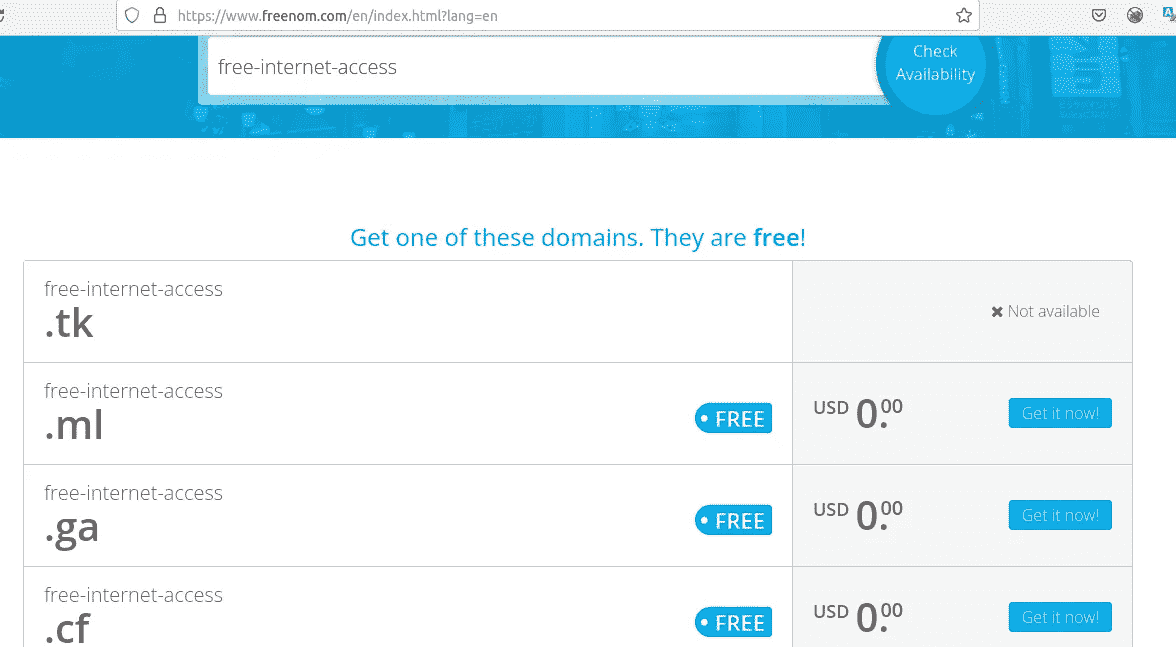 https://www.freenom.com/en/index.html?lang=en
free-internet-access
Check
Availability
Get one of these domains. They are free!
free-internet-access
.tk
✖ Not available
free-internet-access
.ml
FREE
USD 0.00
Get it now!
free-internet-access
.ga
FREE
USD 0.00
Get it now!
free-internet-access
.cf
FREE
USD 0.00
Get it now!